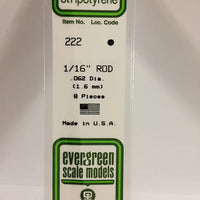 Stripolyrene
Item No. Loc. Code
222
1/16" ROD
.062 Dia.
(1.6 mm)
8 Pieces
Made in U.S.A.
evergreen
scale models